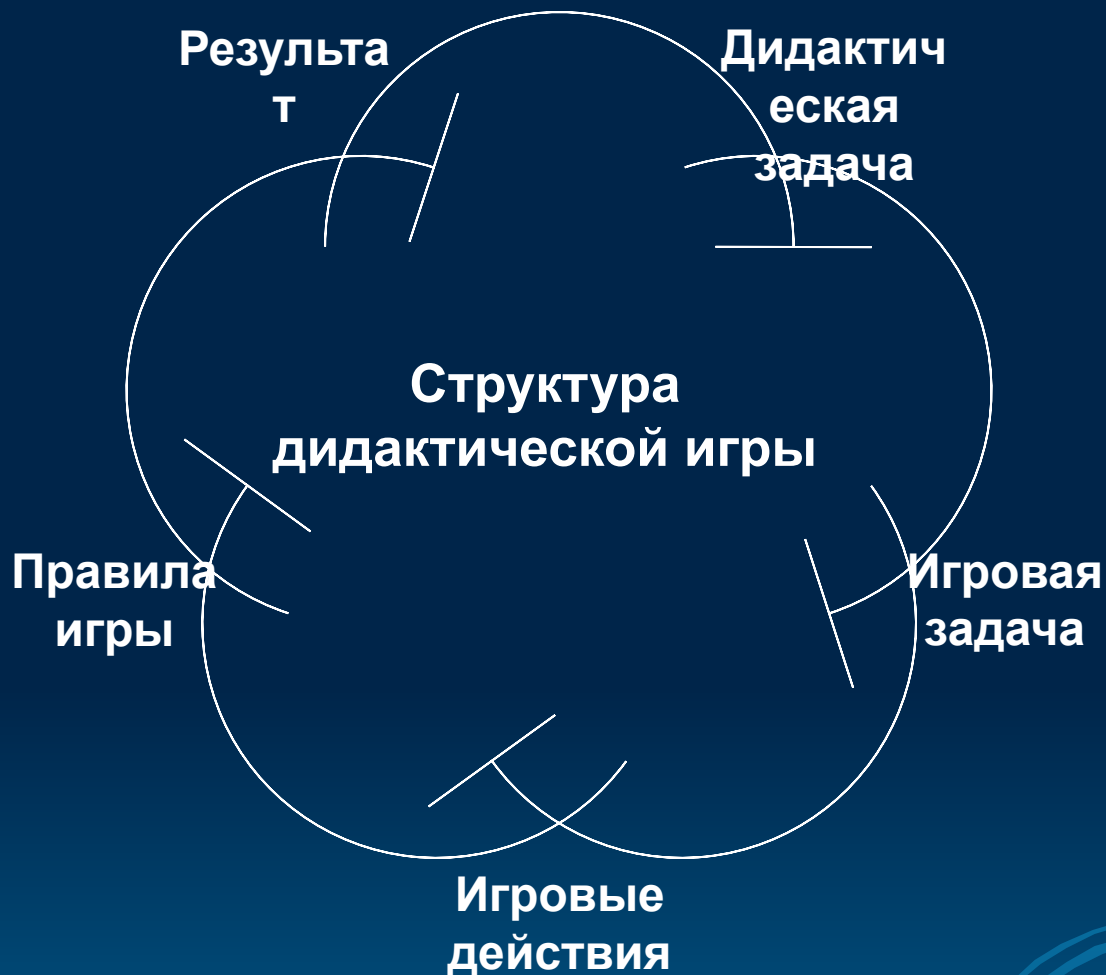 Результа
т
Дидактич
еская
задача
Структура
дидактической игры
Правила
игры
Игровая
задача
Игровые
действия